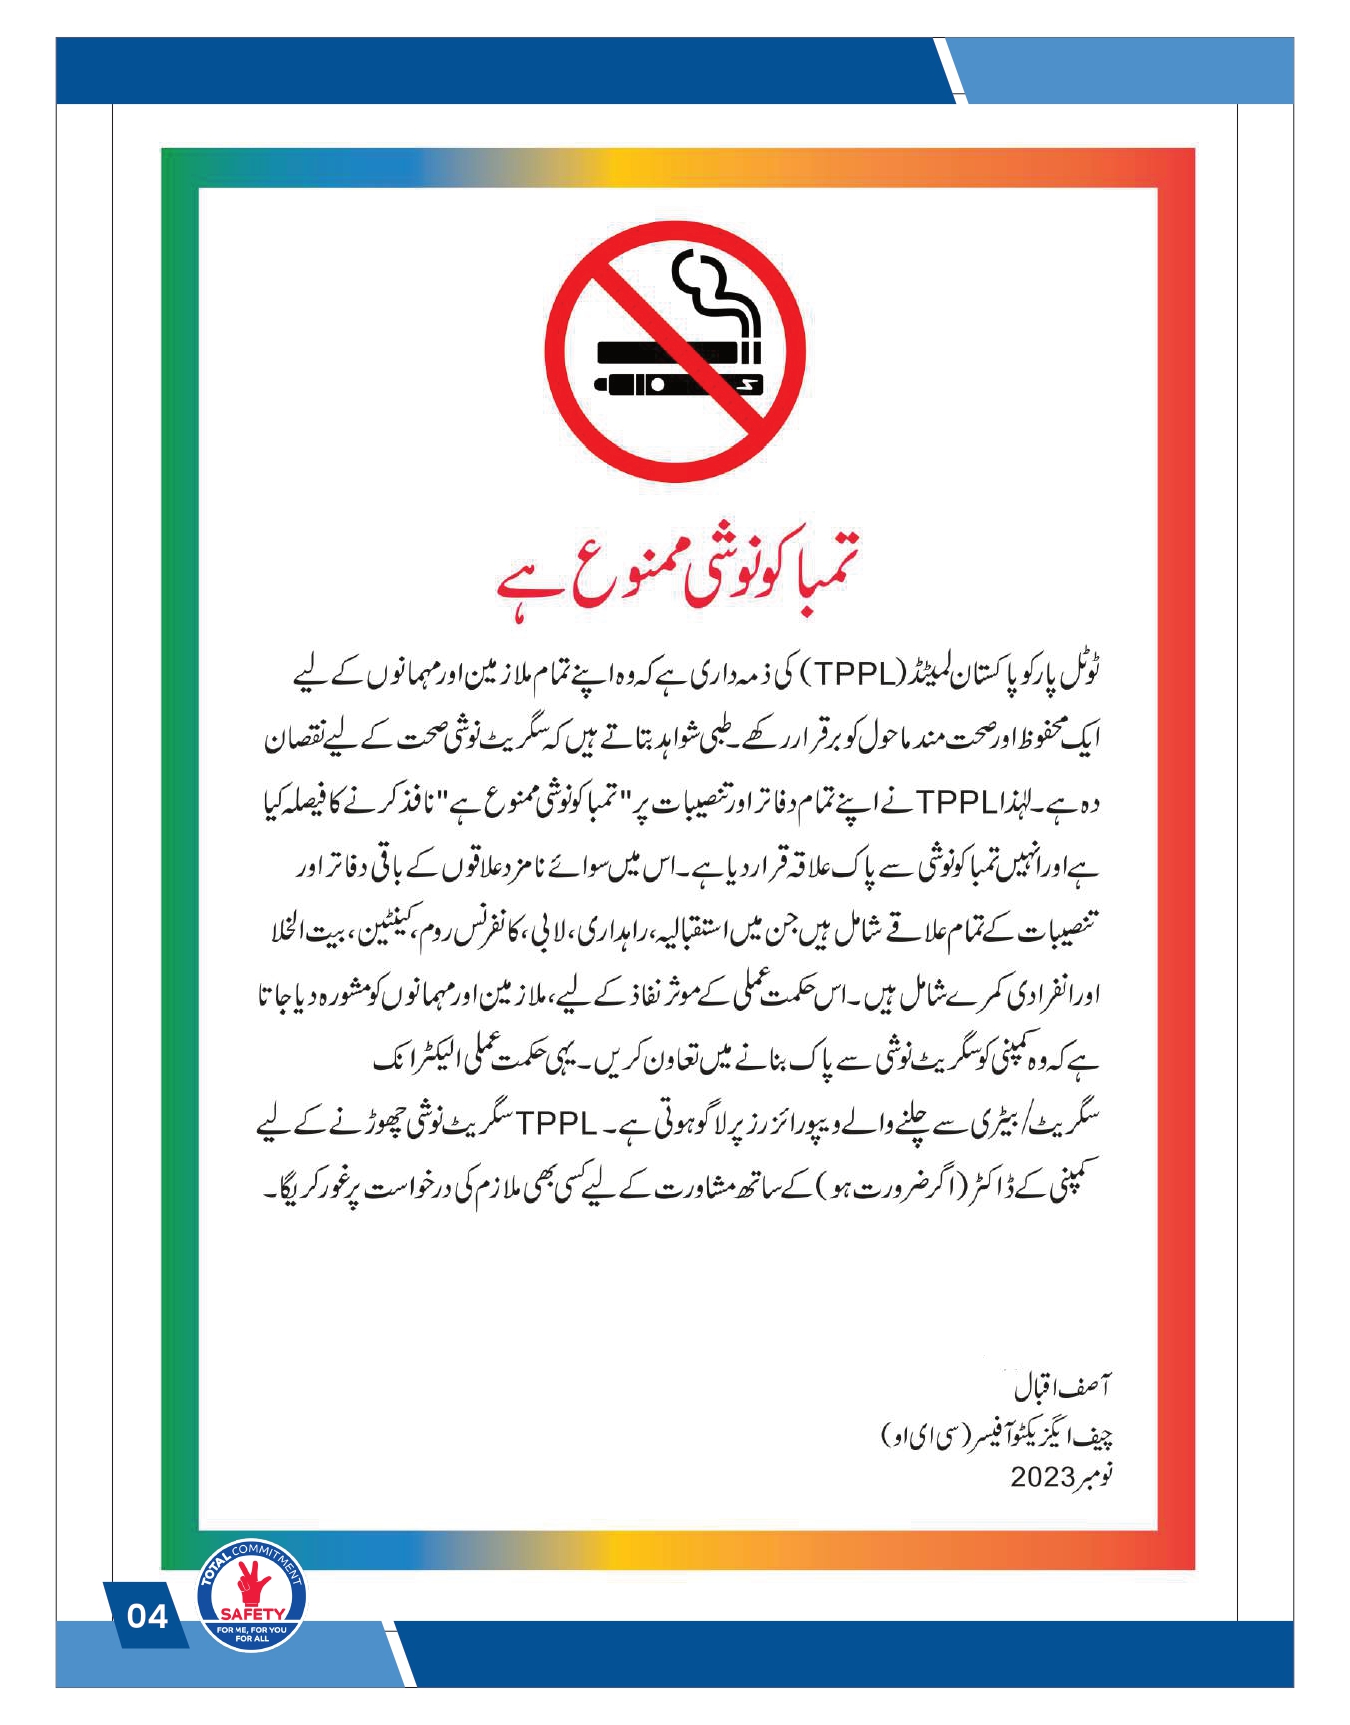 تمباکونوشی ممنوع ہے
ٹوٹل پارکو پاکستان لمیٹڈ (TPPL) کی ذمہ داری ہے کہ وہ اپنے تمام ملازمین اور مہمانوں کے لیے
ایک محفوظ اور صحت مند ماحول کو برقرار رکھے۔ طبی شواہد بتاتے ہیں کہ سگریٹ نوشی صحت کے لیے نقصان
دہ ہے۔ لہٰذا TPPL نے اپنے تمام دفاتر اور تنصیبات پر "تمباکونوشی ممنوع ہے" نافذ کرنے کا فیصلہ کیا
ہے اور انہیں تمباکونوشی سے پاک علاقہ قرار دیا ہے۔ اس میں سوائے نامزد علاقوں کے باقی دفاتر اور
تنصیبات کے تمام علاقے شامل ہیں جن میں استقبالیہ، راہداری، لابی، کانفرنس روم، کینٹین، بیت الخلا
اور انفرادی کمرے شامل ہیں۔ اس حکمت عملی کے موثر نفاذ کے لیے، ملازمین اور مہمانوں کو مشورہ دیا جاتا
ہے کہ وہ کمپنی کو سگریٹ نوشی سے پاک بنانے میں تعاون کریں۔ یہی حکمت عملی الیکٹرانک
سگریٹ/بیٹری سے چلنے والے ویپورائزرز پر لاگو ہوتی ہے۔ TPPL سگریٹ نوشی چھوڑنے کے لیے
کمپنی کے ڈاکٹر (اگر ضرورت ہو) کے ساتھ مشاورت کے لیے کسی بھی ملازم کی درخواست پر غور کریگا۔
آصف اقبال
چیف ایگزیکٹو آفیسر (سی ای او)
نومبر 2023
TOTAL COMMITMENT
SAFETY
FOR ME, FOR YOU
FOR ALL
04